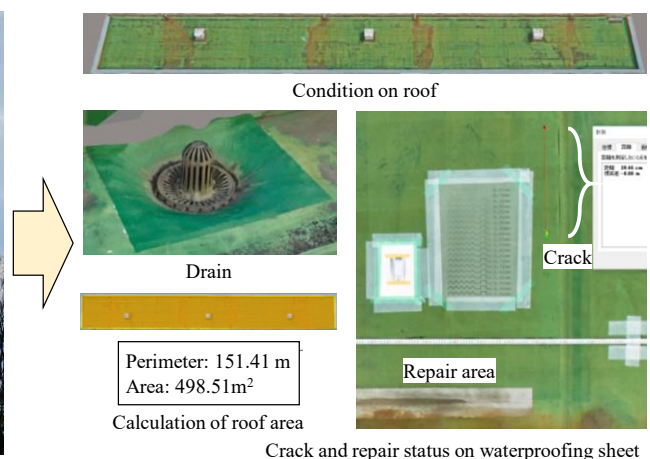 Condition on roof
Drain
Crack
Perimeter: 151.41 m
Area: 498.51m²
Repair area
Calculation of roof area
Crack and repair status on waterproofing sheet